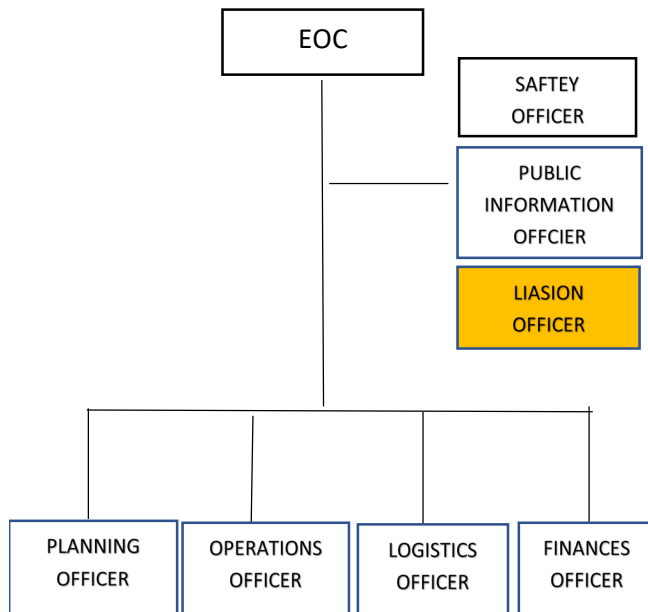 EOC
SAFTEY
OFFICER
PUBLIC
INFORMATION
OFFCIER
LIASION
OFFICER
PLANNING
OFFICER
OPERATIONS
OFFICER
LOGISTICS
OFFICER
FINANCES
OFFICER